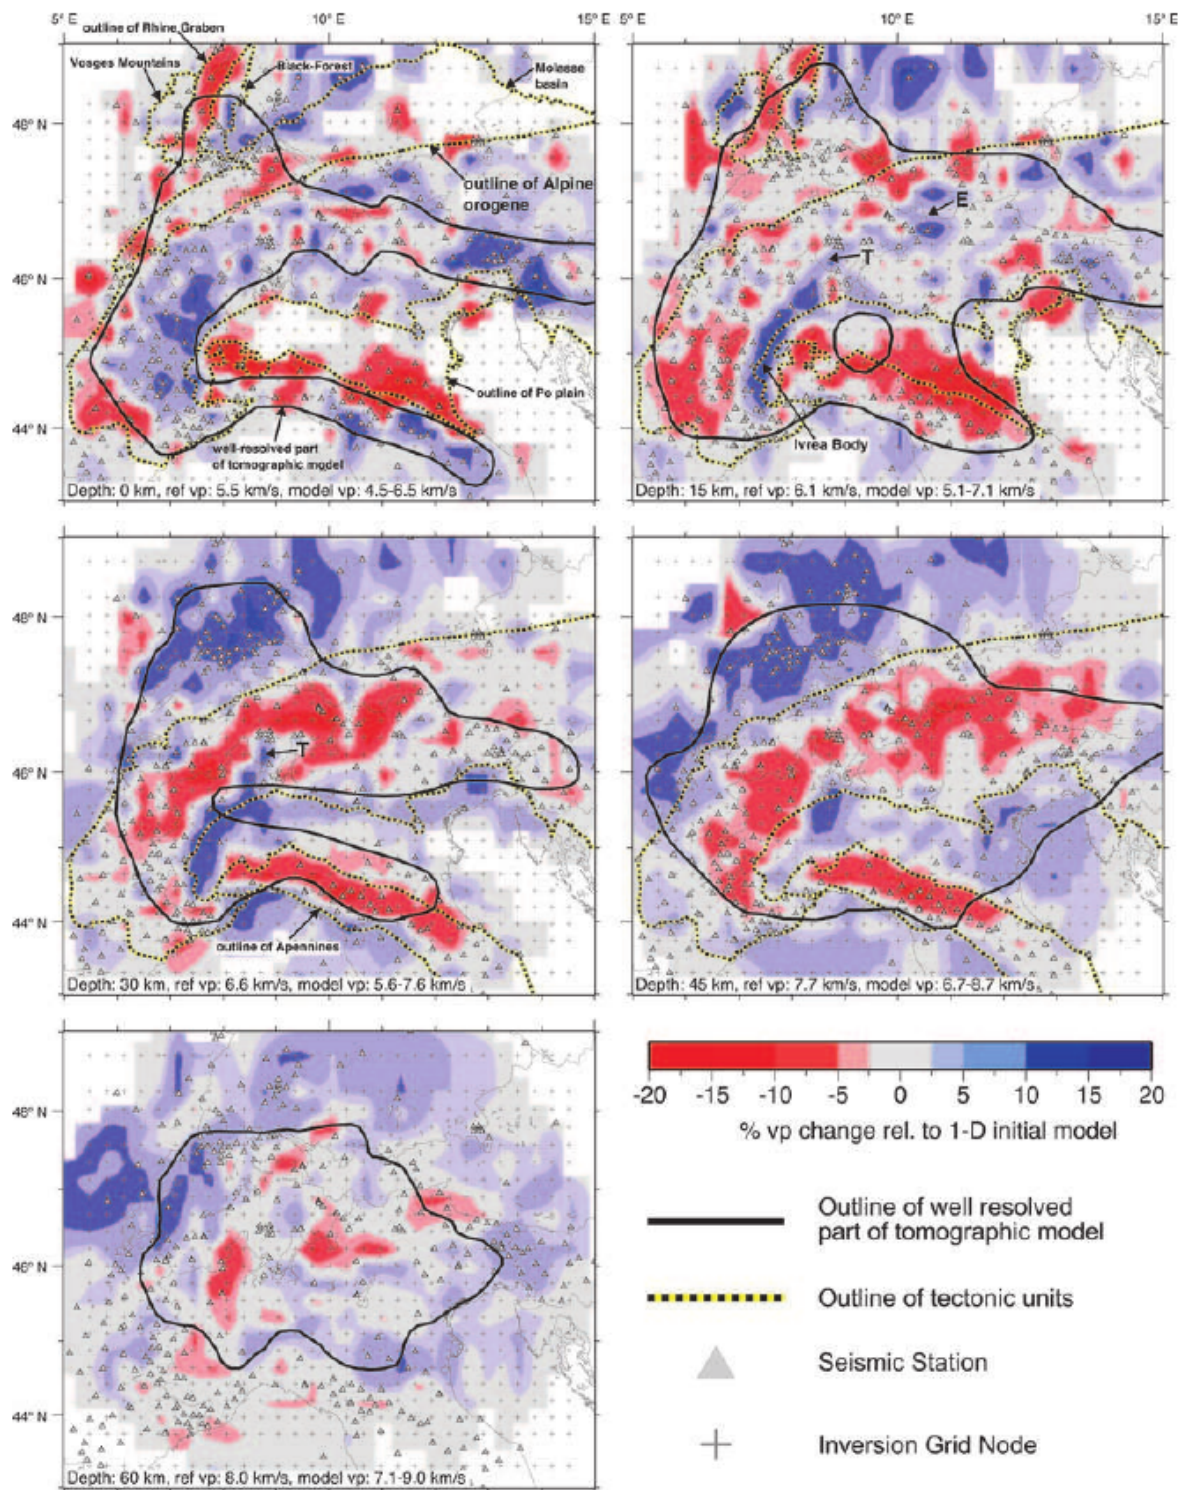 5° E 10° E 15° E
5° E 10° E 15° E
outline of Rhine Graben
Vosges Mountains
Black-Forest
Molasse
basin
48° N
outline of Alpine
orogene
46° N
outline of Po plain
44° N
well-resolved part
of tomographic model
Depth: 0 km, ref vp: 5.5 km/s, model vp: 4.5-6.5 km/s
E
T
Ivrea Body
Depth: 15 km, ref vp: 6.1 km/s, model vp: 5.1-7.1 km/s
48° N
T
46° N
44° N
outline of Apennines
Depth: 30 km, ref vp: 6.6 km/s, model vp: 5.6-7.6 km/s
Depth: 45 km, ref vp: 7.7 km/s, model vp: 6.7-8.7 km/s
48° N
46° N
44° N
Depth: 60 km, ref vp: 8.0 km/s, model vp: 7.1-9.0 km/s
-20 -15 -10 -5 0 5 10 15 20
% vp change rel. to 1-D initial model
Outline of well resolved
part of tomographic model
Outline of tectonic units
Seismic Station
Inversion Grid Node